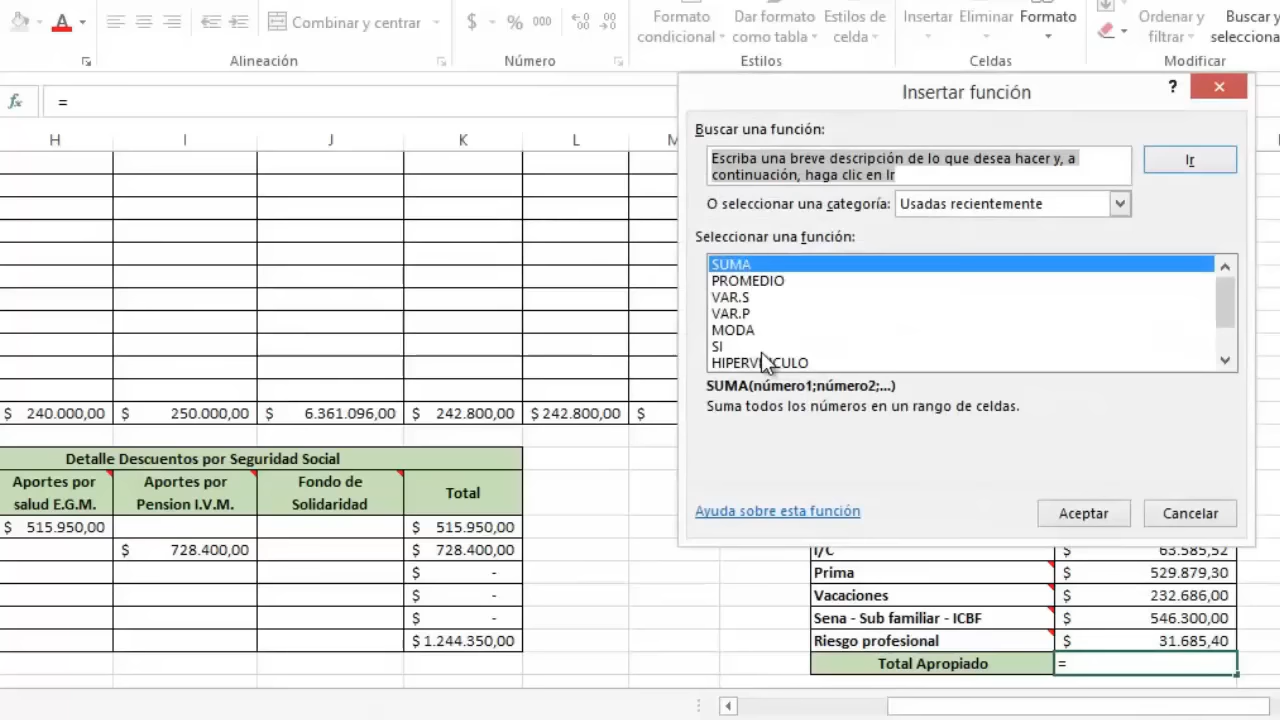 A
Combinar y centrar
$ % 000
Formato condicional
Dar formato como tabla
Estilos de celda
Insertar Eliminar Formato
Ordenar y filtrar
Buscar y
Alineación
Número
Estilos
Celdas
Modificar
fx =
Insertar función
?
Buscar una función:
Escriba una breve descripción de lo que desea hacer y, a
continuación, haga clic en Ir
Ir
O seleccionar una categoría: Usadas recientemente
Seleccionar una función:
SUMA
PROMEDIO
VAR.S
VAR.P
MODA
SI
SUMA(número1;número2;...)
Suma todos los números en un rango de celdas.
Ayuda sobre esta función
Aceptar
Cancelar
H I J K L M
$ 240.000,00 $ 250.000,00 $ 6.361.096,00 $ 242.800,00 $ 242.800,00 $
Detalle Descuentos por Seguridad Social
Aportes por salud E.G.M.
Aportes por Pension I.V.M.
Fondo de Solidaridad
Total
$ 515.950,00 $ 515.950,00
$ 728.400,00 $ 728.400,00
$ -
$ -
$ -
$ 1.244.350,00
I/C $ 63.585,52
Prima $ 529.879,30
Vacaciones $ 232.686,00
Sena - Sub familiar - ICBF $ 546.300,00
Riesgo profesional $ 31.685,40
Total Apropiado =